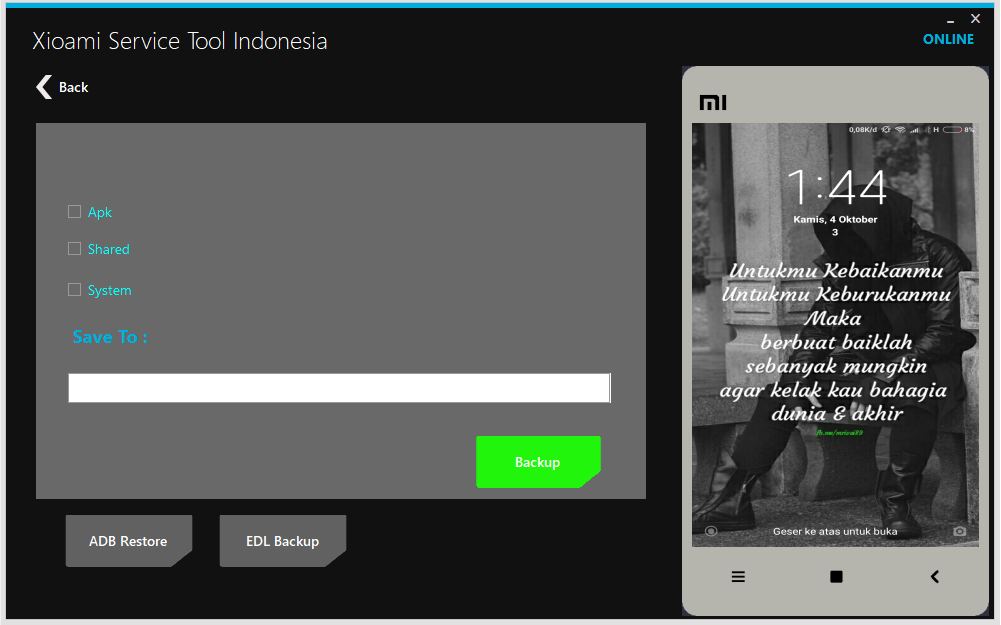 Xioami Service Tool Indonesia
ONLINE
Back
Apk
Shared
System
Save To :
Backup
ADB Restore
EDL Backup
mi
0,08K/d H 8%
1:44
Kamis, 4 Oktober
3
Untukmu Kebaikanmu
Untukmu Keburukanmu
Maka
berbuat baiklah
sebanyak mungkin
agar kelak kau bahagia
dunia & akhir
Geser ke atas untuk buka